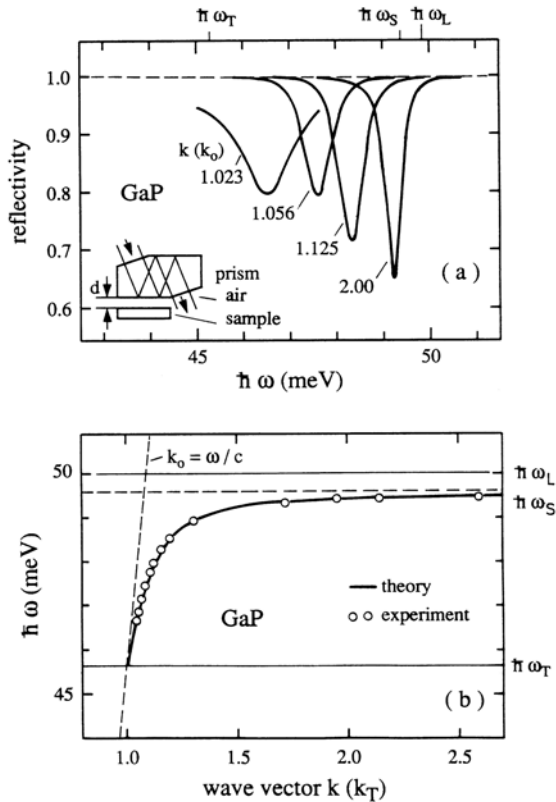 ħ ω_T ħ ω_S ħ ω_L
1.0
0.9
0.8
0.7
0.6
reflectivity
k (k_o)
1.023
1.056
1.125
2.00
GaP
( a )
d
prism
air
sample
45 50
ħ ω (meV)
k_o = ω / c
50
45
ħ ω (meV)
ħ ω_L
ħ ω_S
ħ ω_T
theory
experiment
GaP
( b )
1.0 1.5 2.0 2.5
wave vector k (k_T)